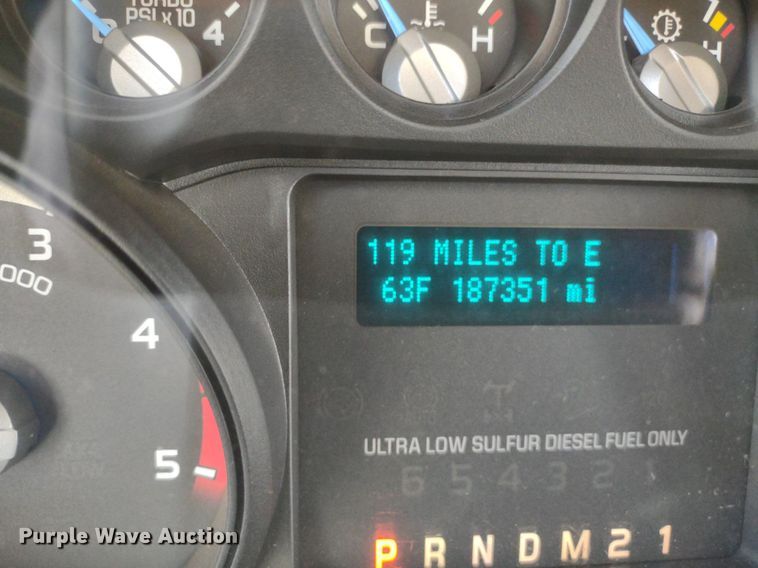 TURBO
PSI x 10
0 4
C H
H
3
000
4
5
119 MILES TO E
63F 187351 mi
ULTRA LOW SULFUR DIESEL FUEL ONLY
6 5 4 3 2 1
P R N D M 2 1
Purple Wave Auction